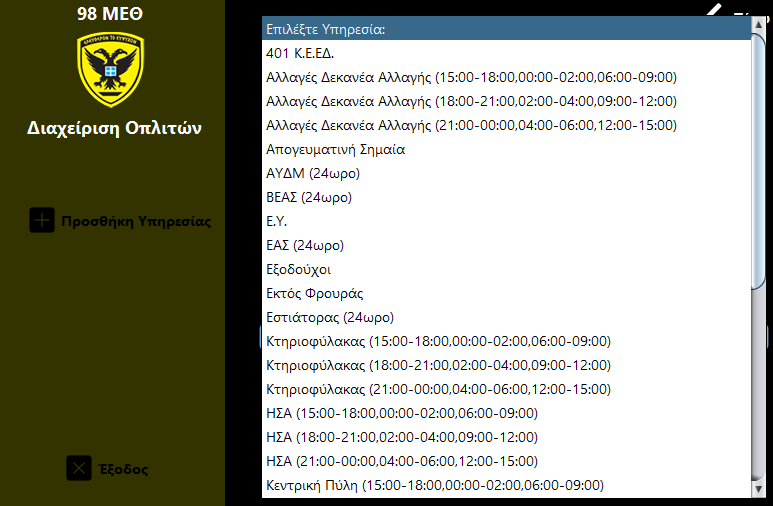 98 ΜΕΘ
Διαχείριση Οπλιτών
Προσθήκη Υπηρεσίας
Έξοδος
Επιλέξτε Υπηρεσία:
401 Κ.Ε.ΕΔ.
Αλλαγές Δεκανέα Αλλαγής (15:00-18:00,00:00-02:00,06:00-09:00)
Αλλαγές Δεκανέα Αλλαγής (18:00-21:00,02:00-04:00,09:00-12:00)
Αλλαγές Δεκανέα Αλλαγής (21:00-00:00,04:00-06:00,12:00-15:00)
Απογευματινή Σημαία
ΑΥΔΜ (24ωρο)
ΒΕΑΣ (24ωρο)
Ε.Υ.
ΕΑΣ (24ωρο)
Εξοδούχοι
Εκτός Φρουράς
Εστιάτορας (24ωρο)
Κτηριοφύλακας (15:00-18:00,00:00-02:00,06:00-09:00)
Κτηριοφύλακας (18:00-21:00,02:00-04:00,09:00-12:00)
Κτηριοφύλακας (21:00-00:00,04:00-06:00,12:00-15:00)
ΗΣΑ (15:00-18:00,00:00-02:00,06:00-09:00)
ΗΣΑ (18:00-21:00,02:00-04:00,09:00-12:00)
ΗΣΑ (21:00-00:00,04:00-06:00,12:00-15:00)
Κεντρική Πύλη (15:00-18:00,00:00-02:00,06:00-09:00)